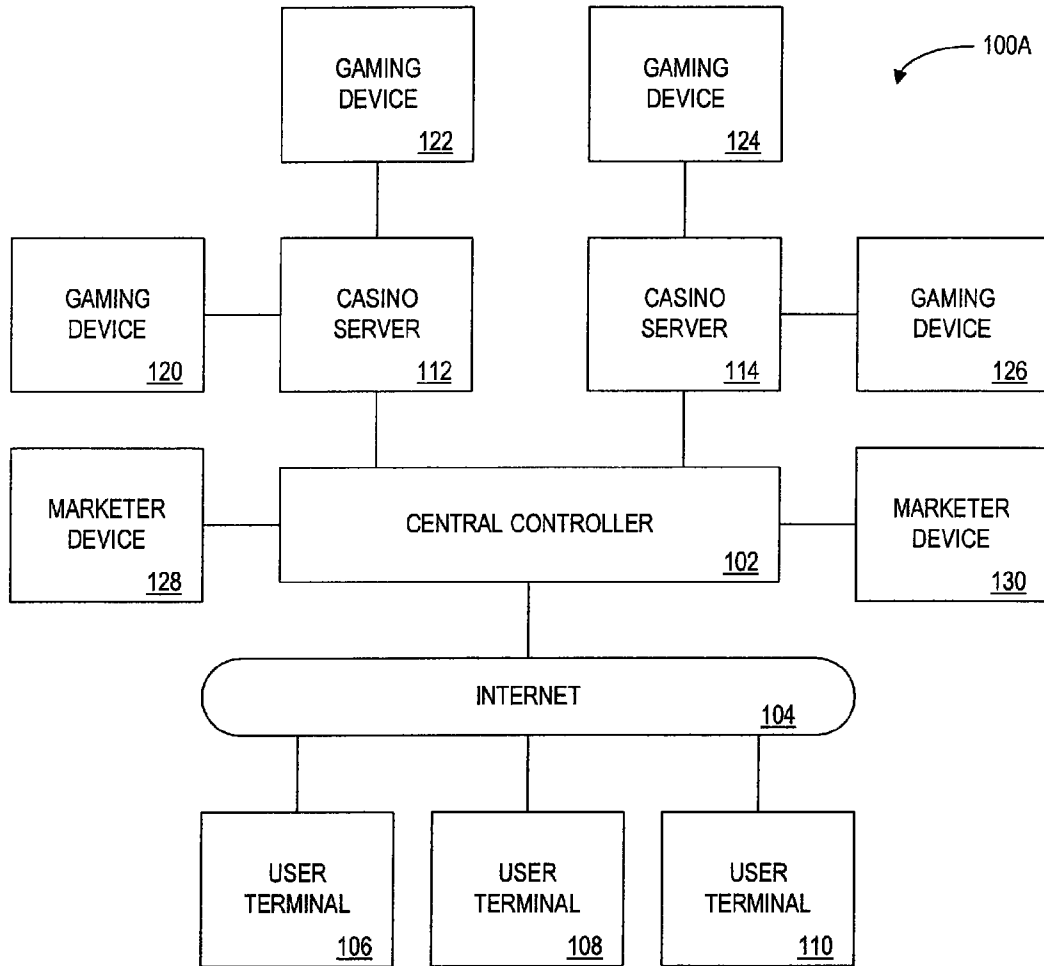 100A
GAMING
DEVICE
122
GAMING
DEVICE
124
GAMING
DEVICE
120
CASINO
SERVER
112
CASINO
SERVER
114
GAMING
DEVICE
126
MARKETER
DEVICE
128
CENTRAL CONTROLLER
102
MARKETER
DEVICE
130
INTERNET
104
USER
TERMINAL
106
USER
TERMINAL
108
USER
TERMINAL
110